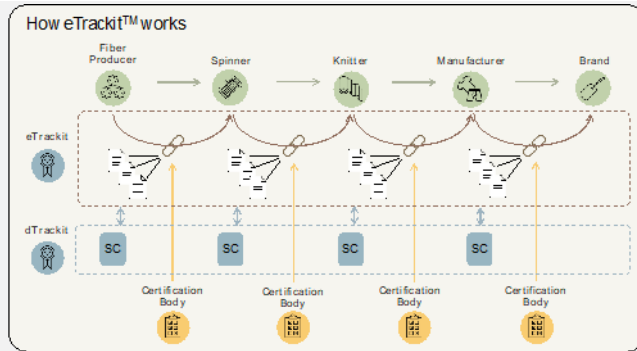 How eTrackit™ works
Fiber
Producer
Spinner
Knitter
Manufacturer
Brand
eTrackit
dTrackit
SC
SC
SC
SC
Certification
Body
Certification
Body
Certification
Body
Certification
Body